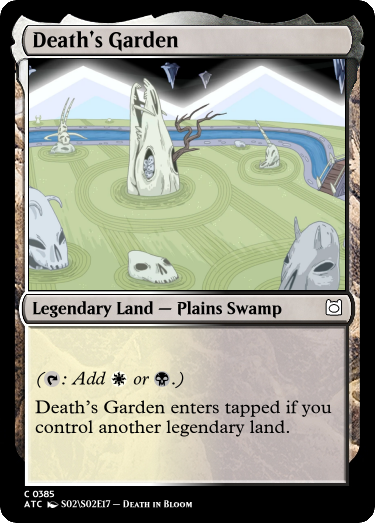 Death's Garden
Legendary Land — Plains Swamp
(: Add or .)
Death's Garden enters tapped if you
control another legendary land.
C 0385
ATC S02\S02E17 — Death in Bloom